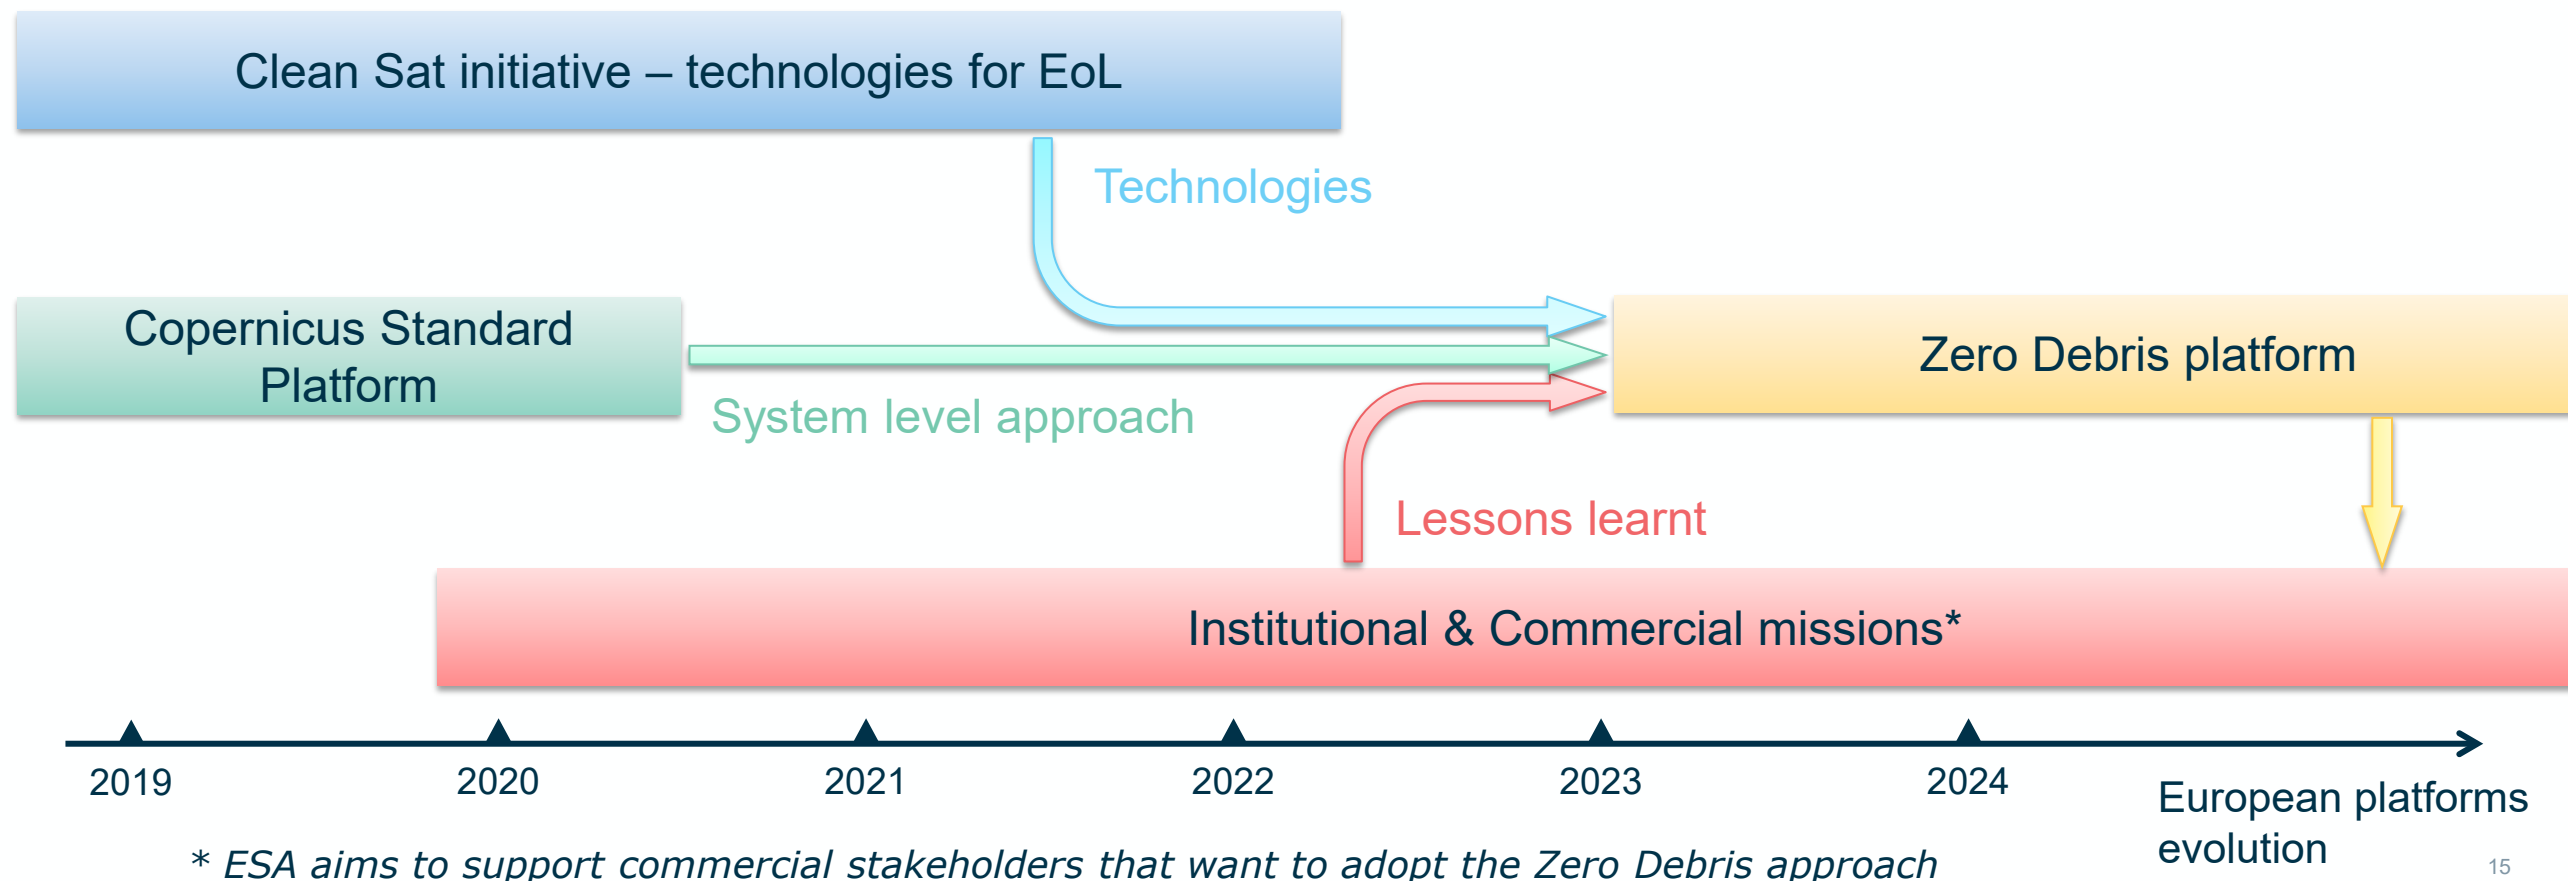 Clean Sat initiative – technologies for EoL
Technologies
Copernicus Standard
Platform
System level approach
Zero Debris platform
Lessons learnt
Institutional & Commercial missions*
2019
2020
2021
2022
2023
2024
European platforms
evolution
* ESA aims to support commercial stakeholders that want to adopt the Zero Debris approach
15